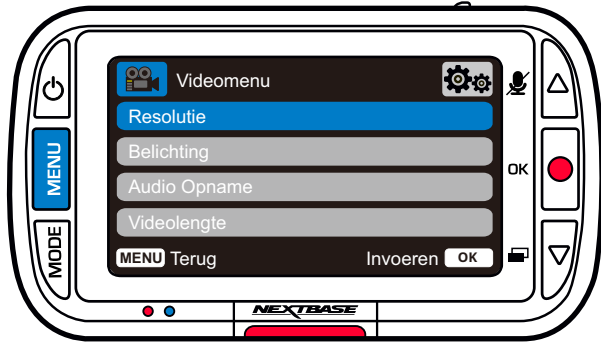 Videomenu
Resolutie
Belichting
Audio Opname
Videolengte
MENU Terug Invoeren OK
MENU
MODE
OK
NEXTBASE